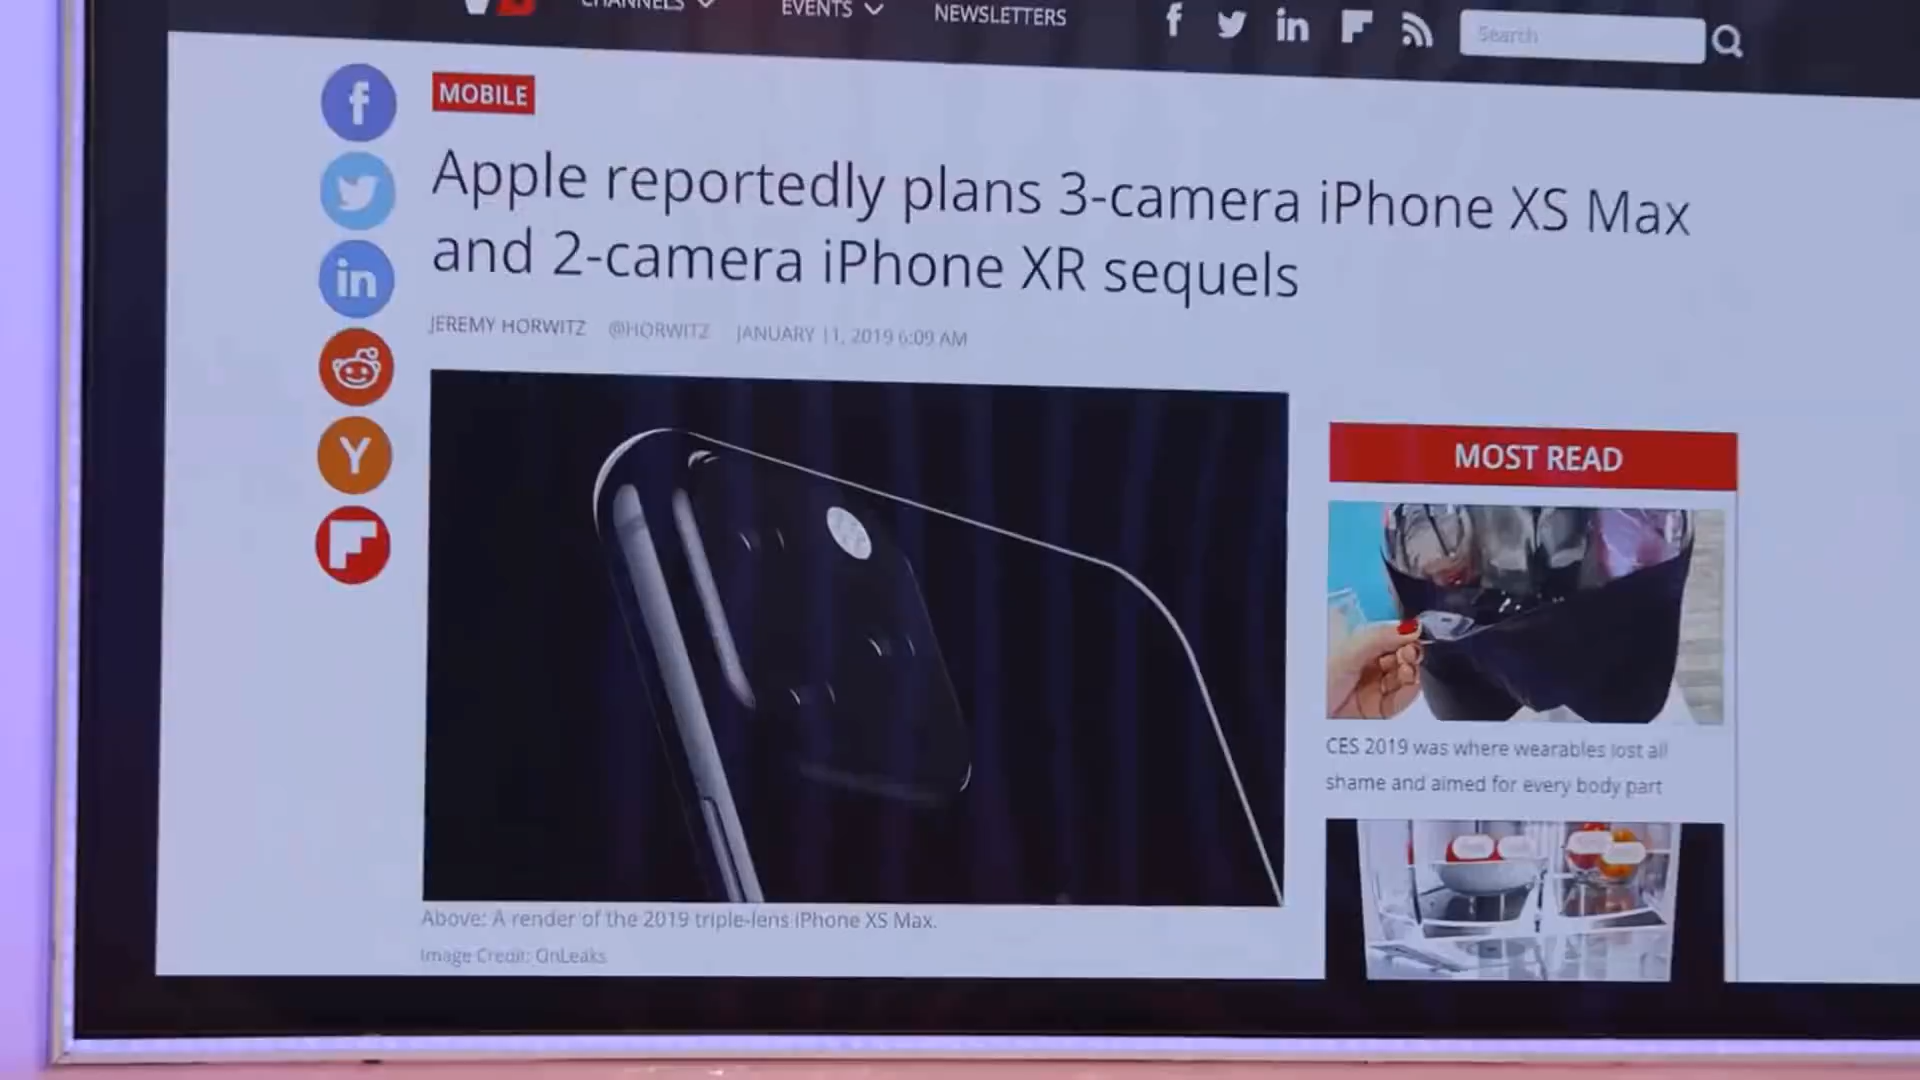 CHANNELS
EVENTS
NEWSLETTERS
Search
MOBILE
Apple reportedly plans 3-camera iPhone XS Max
and 2-camera iPhone XR sequels
JEREMY HORWITZ @HORWITZ JANUARY 11, 2019 6:09 AM
MOST READ
CES 2019 was where wearables lost all
shame and aimed for every body part
Above: A render of the 2019 triple-lens iPhone XS Max.
Image Credit: OnLeaks